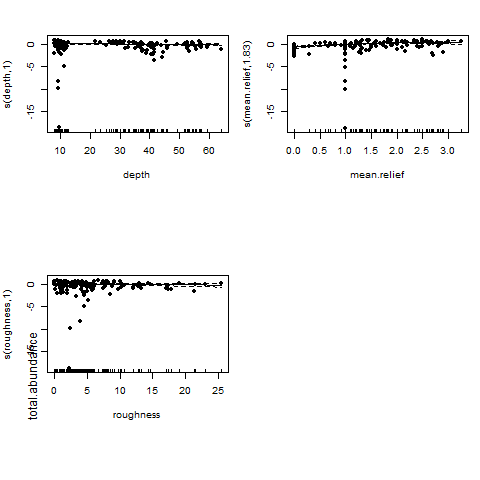 s(depth,1)
0
-5
-15
10 20 30 40 50 60
depth
s(mean.relief,1.83)
0
-5
-15
0.0 0.5 1.0 1.5 2.0 2.5 3.0
mean.relief
s(roughness,1)
total.abundance
0
-5
0 5 10 15 20 25
roughness